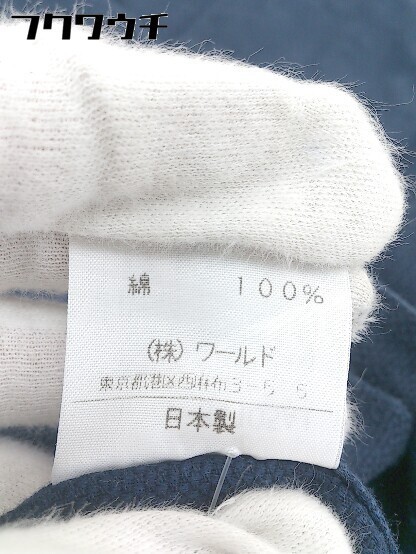 フクワウチ
綿 100%
(株)ワールド
東京都港区西麻布3-5-5
日本製